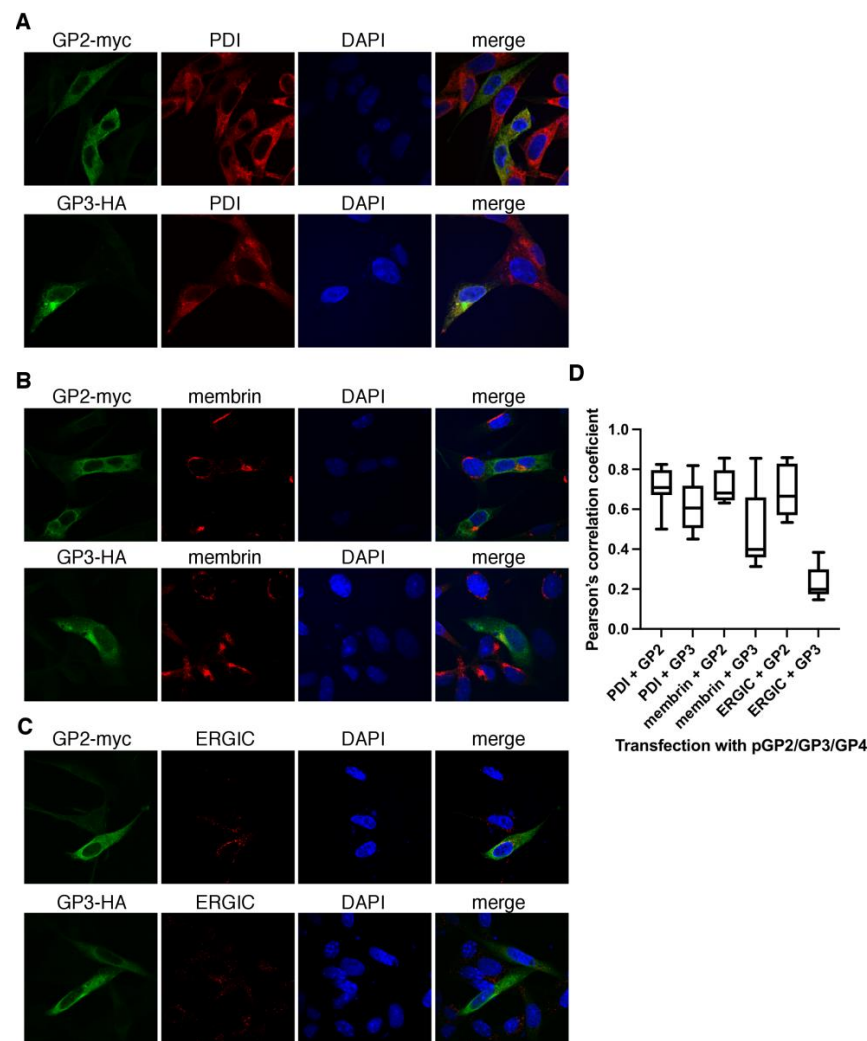 A
GP2-myc PDI DAPI merge
GP3-HA PDI DAPI merge
B
GP2-myc membrin DAPI merge
GP3-HA membrin DAPI merge
C
GP2-myc ERGIC DAPI merge
GP3-HA ERGIC DAPI merge
D
Pearson's correlation coeficient
1.0
0.8
0.6
0.4
0.2
0.0
PDI + GP2
PDI + GP3
membrin + GP2
membrin + GP3
ERGIC + GP2
ERGIC + GP3
Transfection with pGP2/GP3/GP4